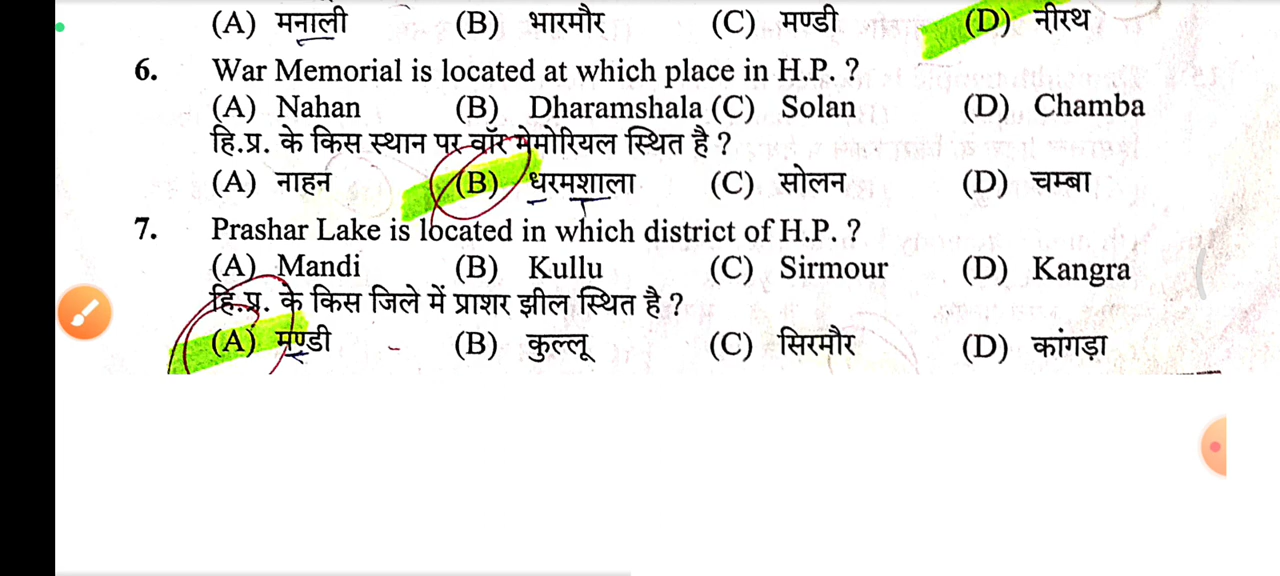 (A) मनाली (B) भारमौर (C) मण्डी (D) नीरथ
6. War Memorial is located at which place in H.P. ?
(A) Nahan (B) Dharamshala (C) Solan (D) Chamba
हि.प्र. के किस स्थान पर वॉर मेमोरियल स्थित है ?
(A) नाहन (B) धरमशाला (C) सोलन (D) चम्बा
7. Prashar Lake is located in which district of H.P. ?
(A) Mandi (B) Kullu (C) Sirmour (D) Kangra
हि.प्र. के किस जिले में प्राशर झील स्थित है ?
(A) मण्डी (B) कुल्लू (C) सिरमौर (D) कांगड़ा